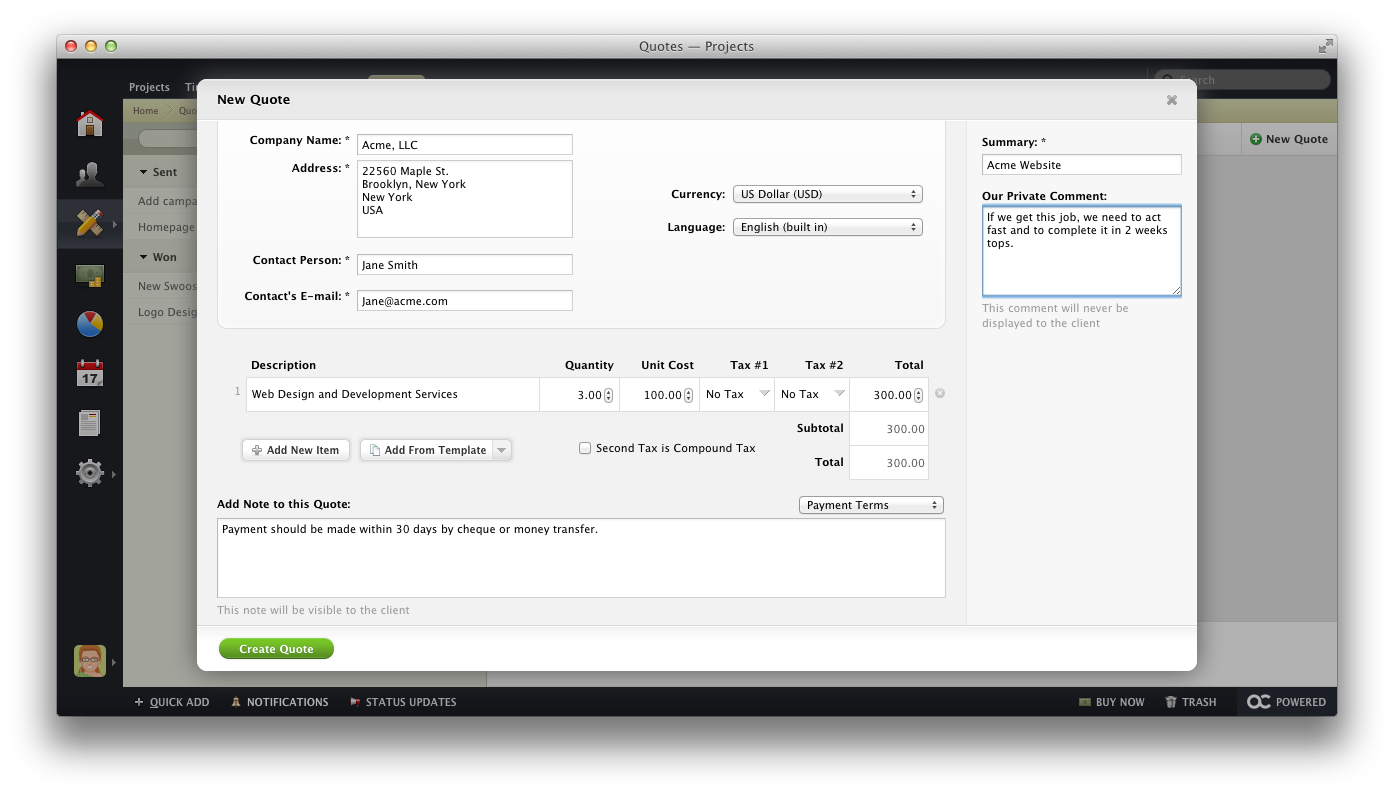 Quotes — Projects
Projects
Search
Home
New Quote
Sent
Add campa
Homepage
Won
New Swoos
Logo Desig
17
New Quote
Company Name: *
Acme, LLC
Address: *
22560 Maple St.
Brooklyn, New York
New York
USA
Currency:
US Dollar (USD)
Language:
English (built in)
Contact Person: *
Jane Smith
Contact's E-mail: *
Jane@acme.com
Summary: *
Acme Website
Our Private Comment:
If we get this job, we need to act
fast and to complete it in 2 weeks
tops.
This comment will never be
displayed to the client
Description Quantity Unit Cost Tax #1 Tax #2 Total
1 Web Design and Development Services 3.00 100.00 No Tax No Tax 300.00
Subtotal 300.00
Add New Item
Add From Template
Second Tax is Compound Tax
Total 300.00
Add Note to this Quote:
Payment Terms
Payment should be made within 30 days by cheque or money transfer.
This note will be visible to the client
Create Quote
QUICK ADD
NOTIFICATIONS
STATUS UPDATES
BUY NOW
TRASH
POWERED